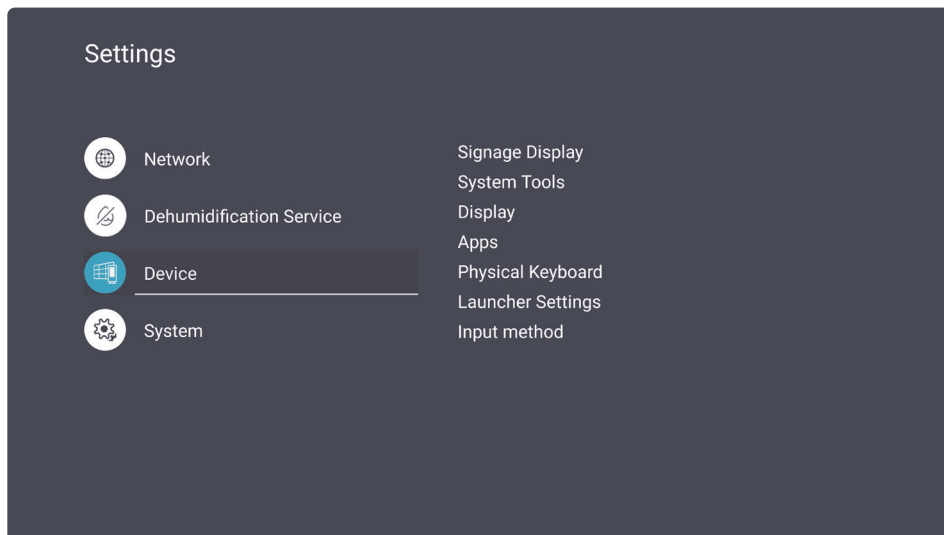 Settings
Network
Dehumidification Service
Device
System
Signage Display
System Tools
Display
Apps
Physical Keyboard
Launcher Settings
Input method